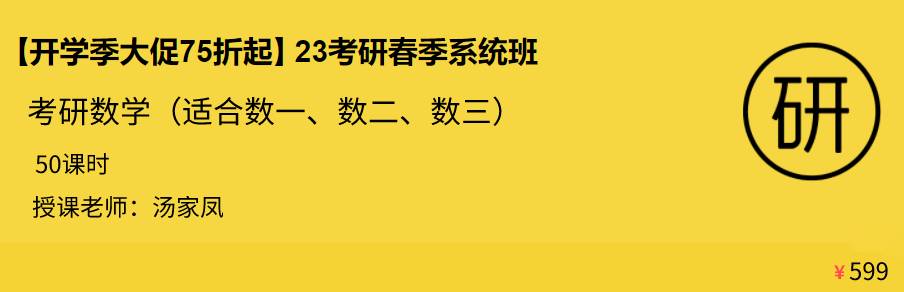 【开学季大促75折起】23考研春季系统班
考研数学（适合数一、数二、数三）
研
50课时
授课老师：汤家凤
¥599